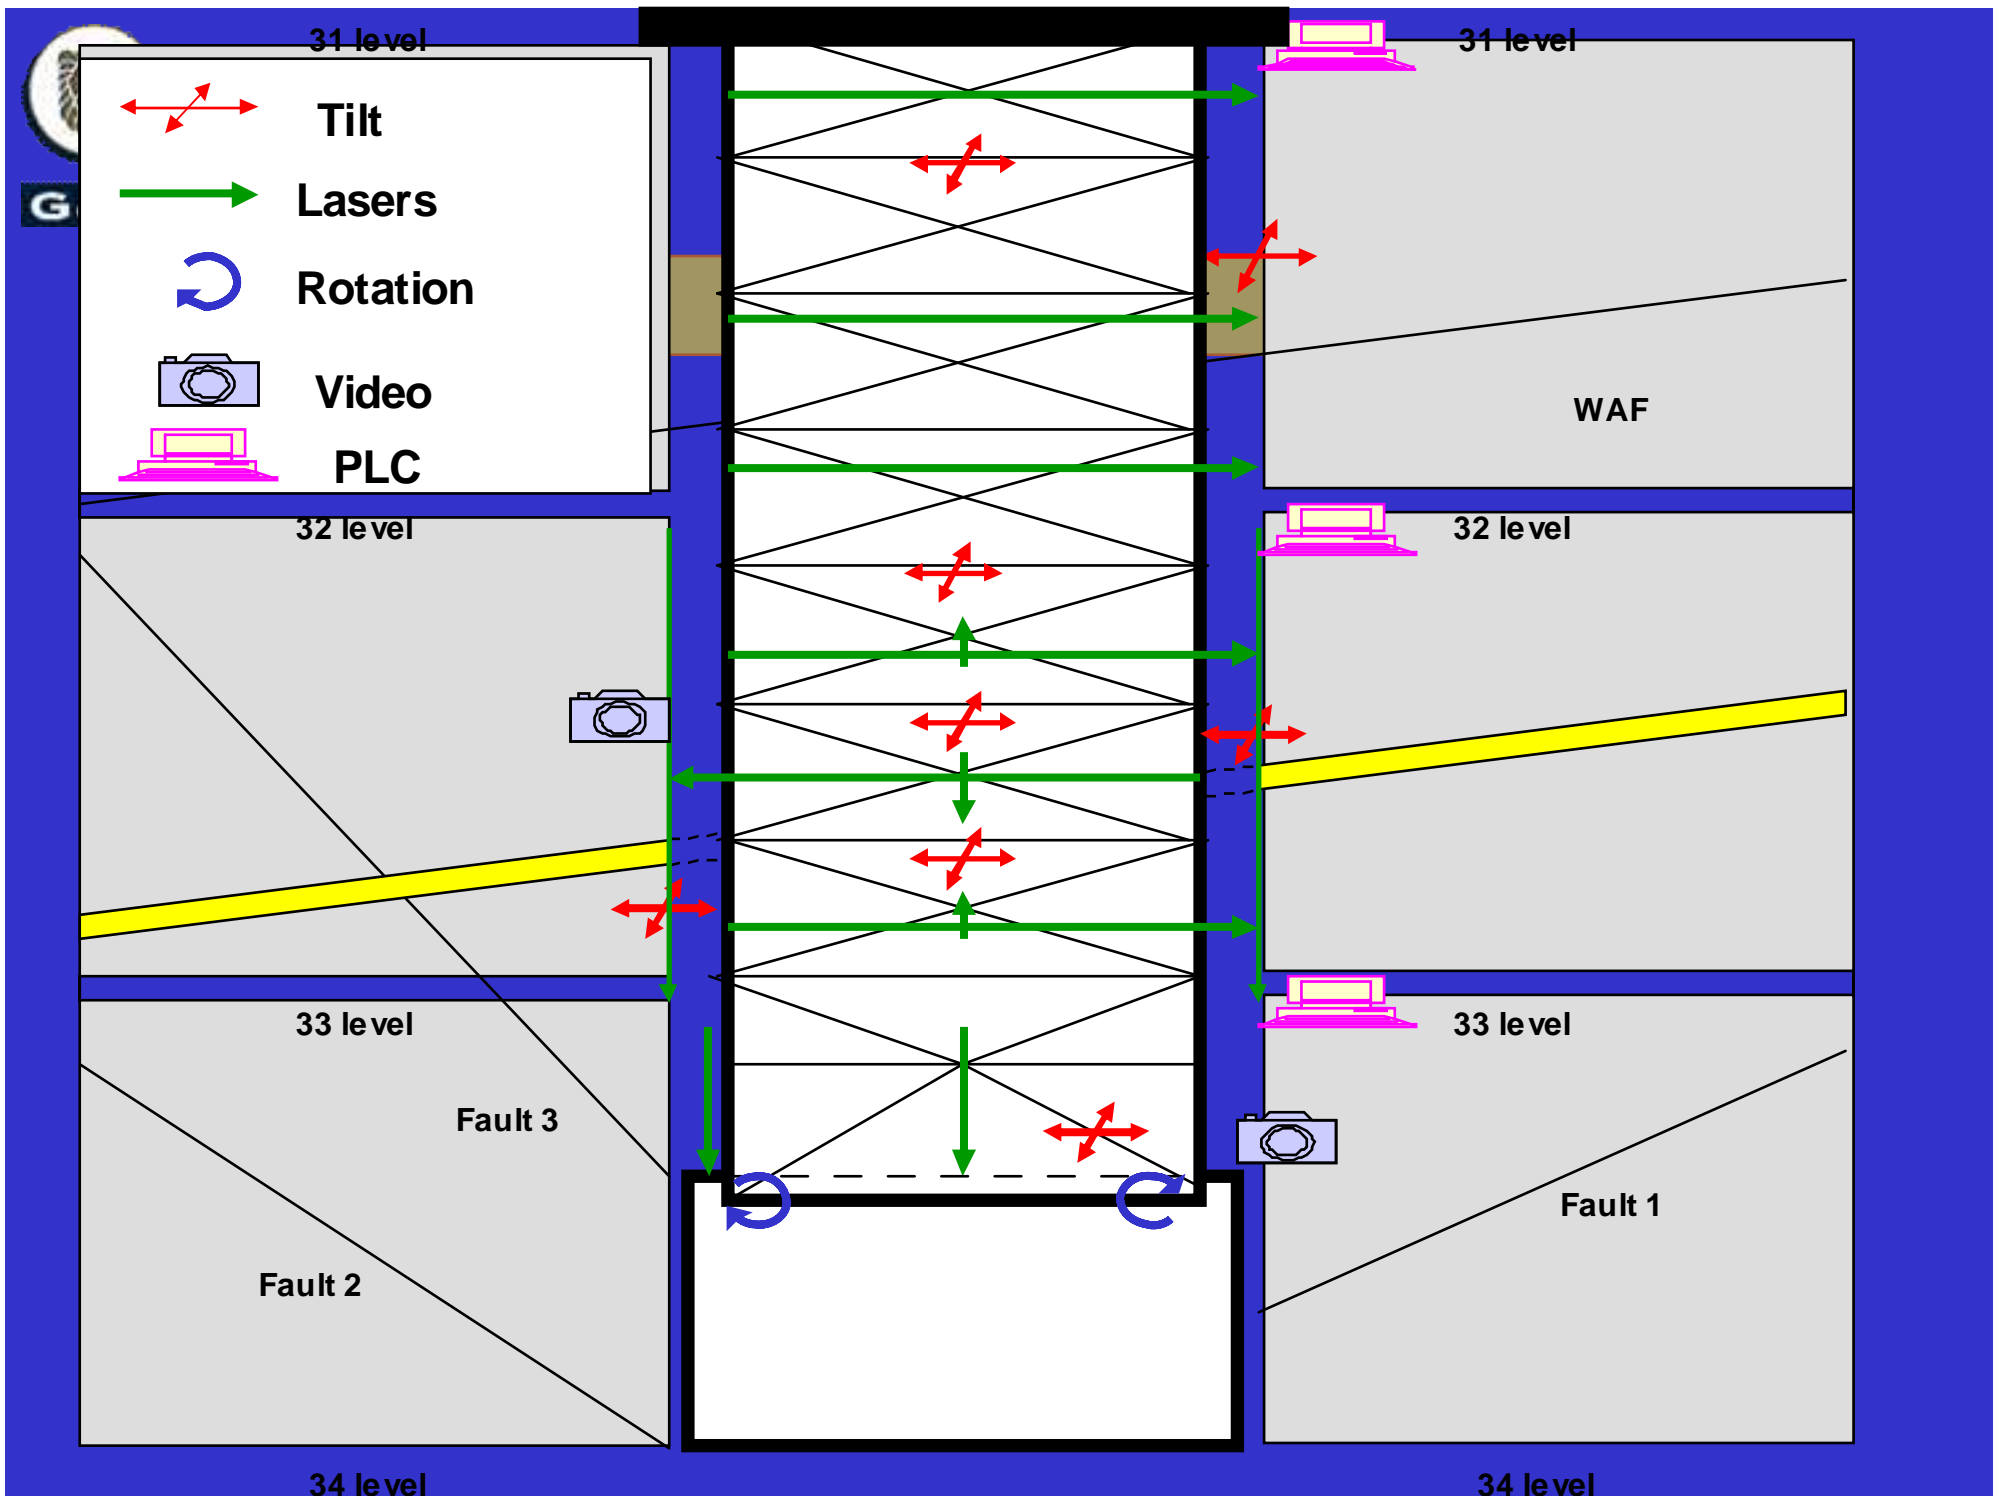 31 level
31 level
Tilt
Lasers
Rotation
Video
PLC
WAF
32 level
32 level
33 level
33 level
Fault 3
Fault 1
Fault 2
34 level
34 level